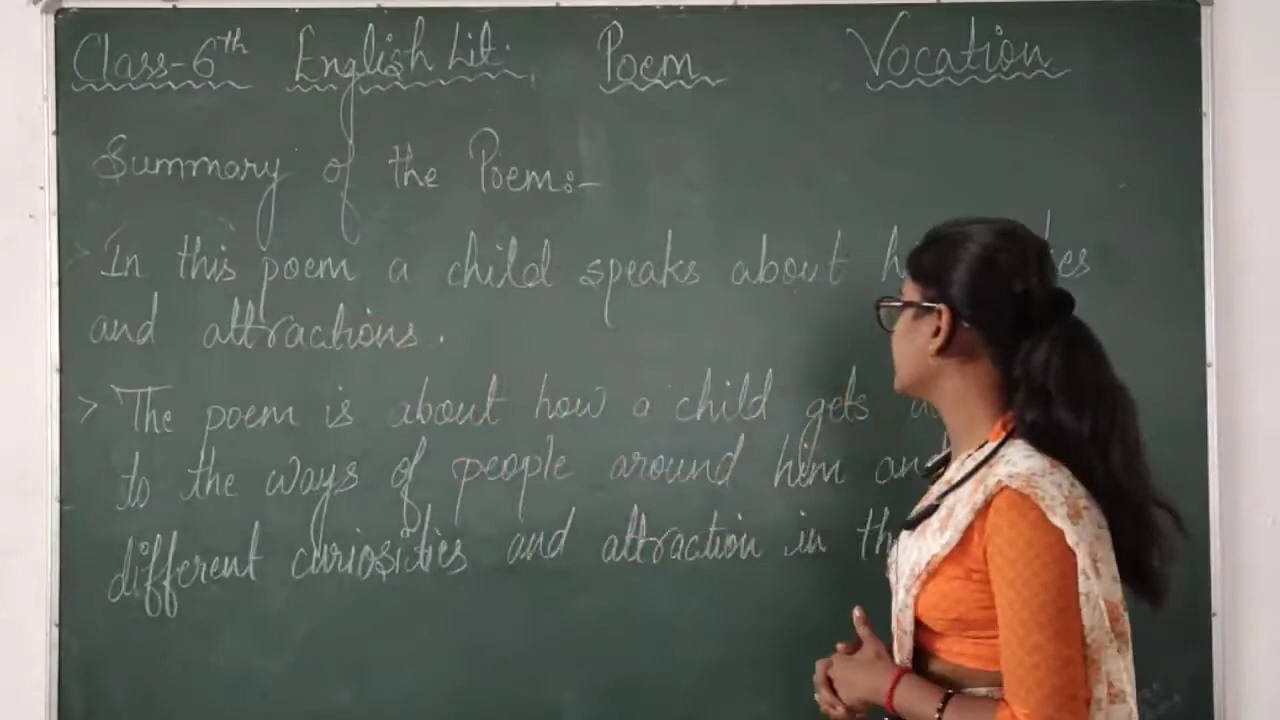 Class-6th English Lit. Poem Vocation
Summary of the Poem:-
> In this poem a child speaks about
and attractions.
> The poem is about how a child gets
to the ways of people around him and
different curiosities and attraction in